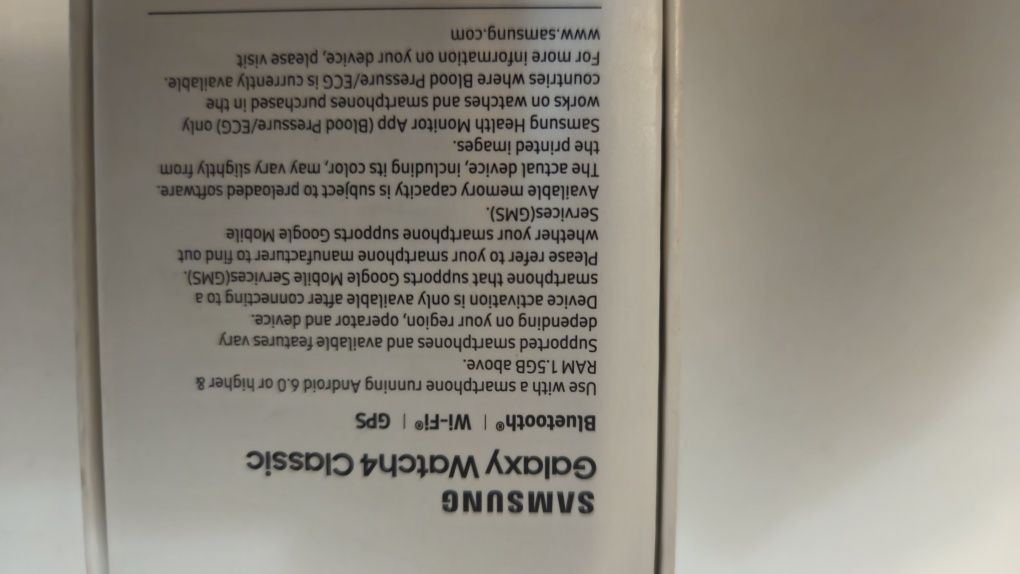 SAMSUNG
Galaxy Watch4 Classic
Bluetooth® | Wi-Fi® | GPS
Use with a smartphone running Android 6.0 or higher &
RAM 1.5GB above.
Supported smartphones and available features vary
depending on your region, operator and device.
Device activation is only available after connecting to a
smartphone that supports Google Mobile Services(GMS).
Please refer to your smartphone manufacturer to find out
whether your smartphone supports Google Mobile
Services(GMS).
Available memory capacity is subject to preloaded software.
The actual device, including its color, may vary slightly from
the printed images.
Samsung Health Monitor App (Blood Pressure/ECG) only
works on watches and smartphones purchased in the
countries where Blood Pressure/ECG is currently available.
For more information on your device, please visit
www.samsung.com